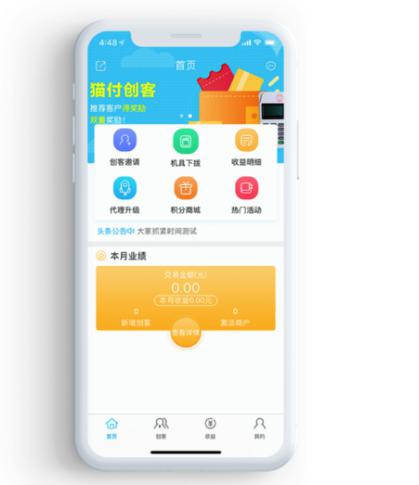 4:48
首页
猫付创客
推荐客户得奖励
双重奖励!
创客邀请 机具下拨 收益明细
代理升级 积分商城 热门活动
头条公告 大家抓紧时间测试
本月业绩
交易金额(元)
0.00
本月收益0.00元
0 0
新增创客 激活商户
查看详情
首页 创客 收益 我的